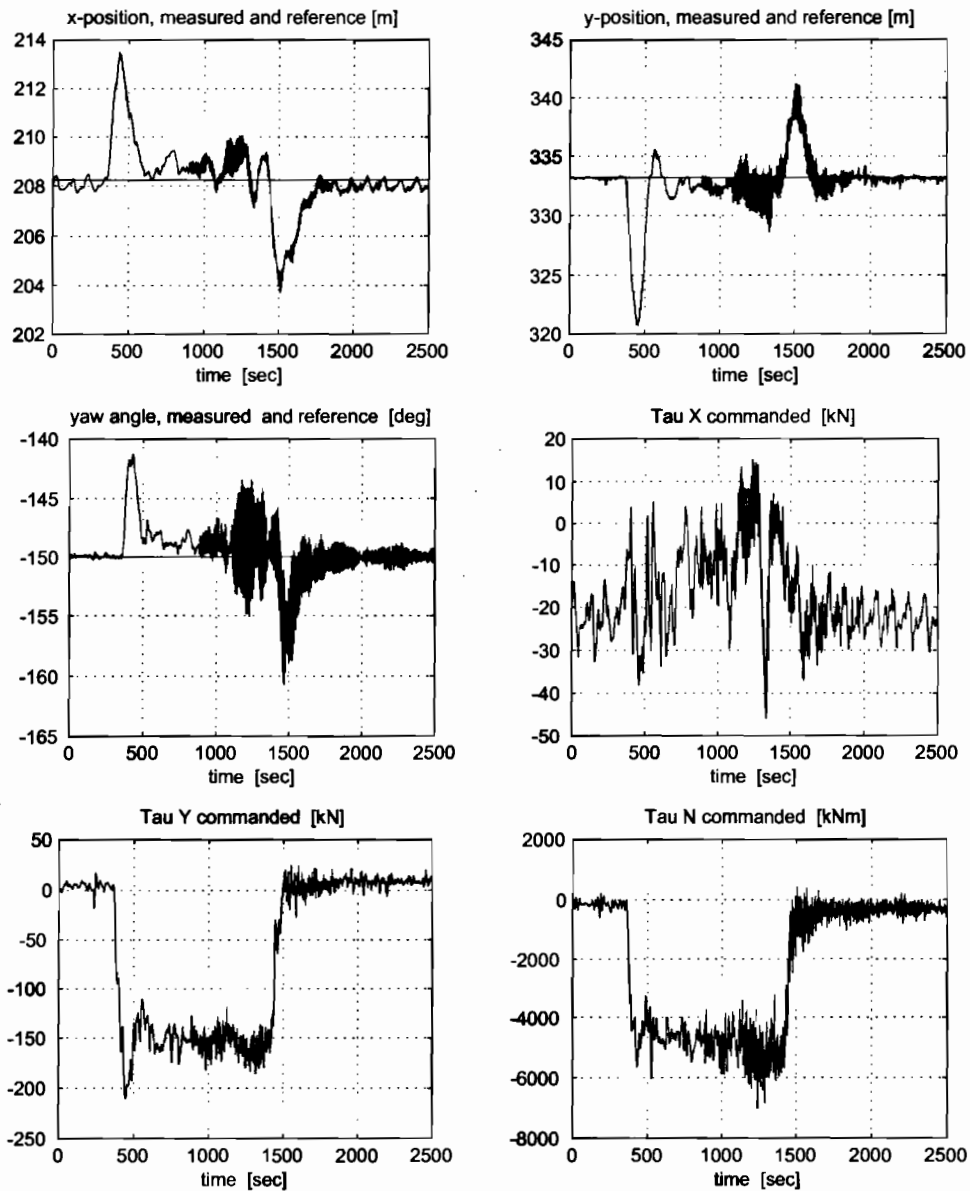 x-position, measured and reference [m]
214
212
210
208
206
204
202
0 500 1000 1500 2000 2500
time [sec]
y-position, measured and reference [m]
345
340
335
330
325
320
0 500 1000 1500 2000 2500
time [sec]
yaw angle, measured and reference [deg]
-140
-145
-150
-155
-160
-165
0 500 1000 1500 2000 2500
time [sec]
Tau X commanded [kN]
20
10
0
-10
-20
-30
-40
-50
0 500 1000 1500 2000 2500
time [sec]
Tau Y commanded [kN]
50
0
-50
-100
-150
-200
-250
0 500 1000 1500 2000 2500
time [sec]
Tau N commanded [kNm]
2000
0
-2000
-4000
-6000
-8000
0 500 1000 1500 2000 2500
time [sec]